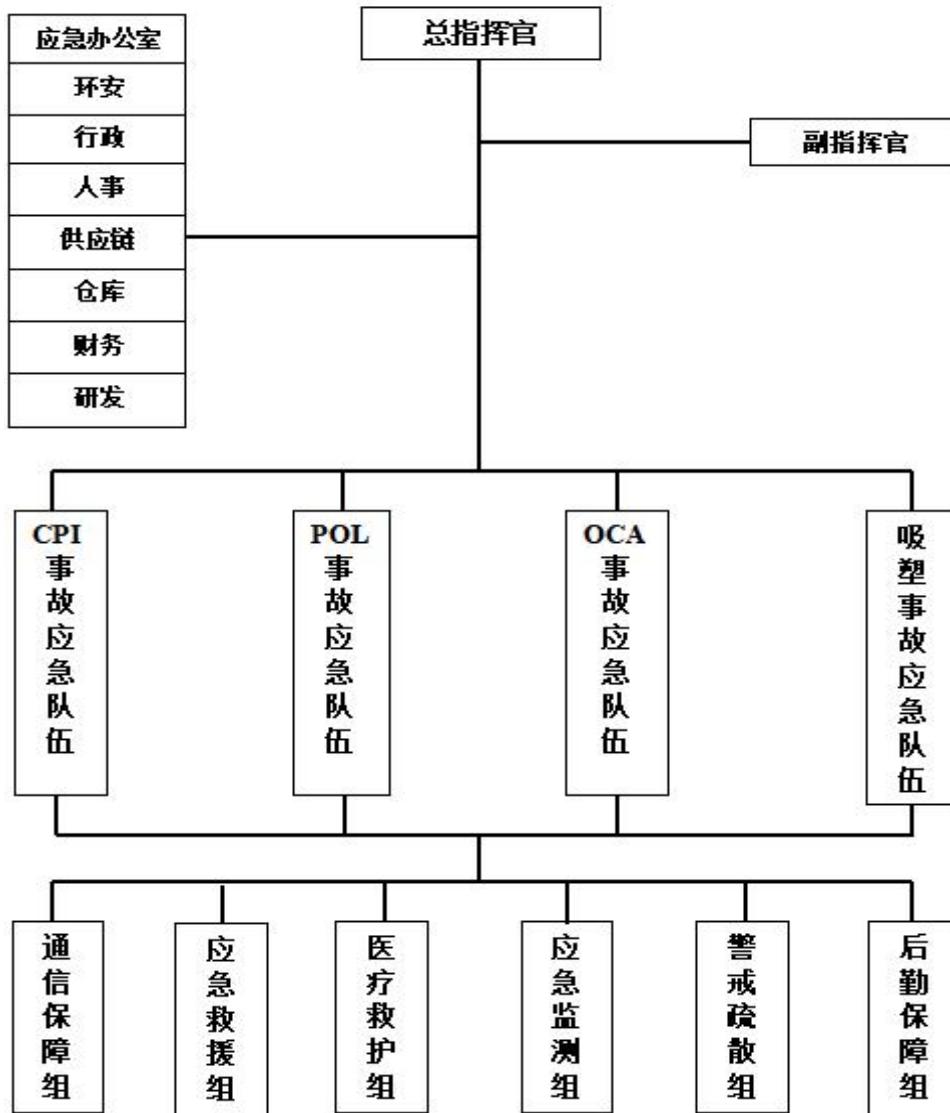 应急办公室
总指挥官
环安
行政
副指挥官
人事
供应链
仓库
财务
研发
CPI事故应急队伍
POL事故应急队伍
OCA事故应急队伍
吸塑事故应急队伍
通信保障组
应急救援组
医疗救护组
应急监测组
警戒疏散组
后勤保障组